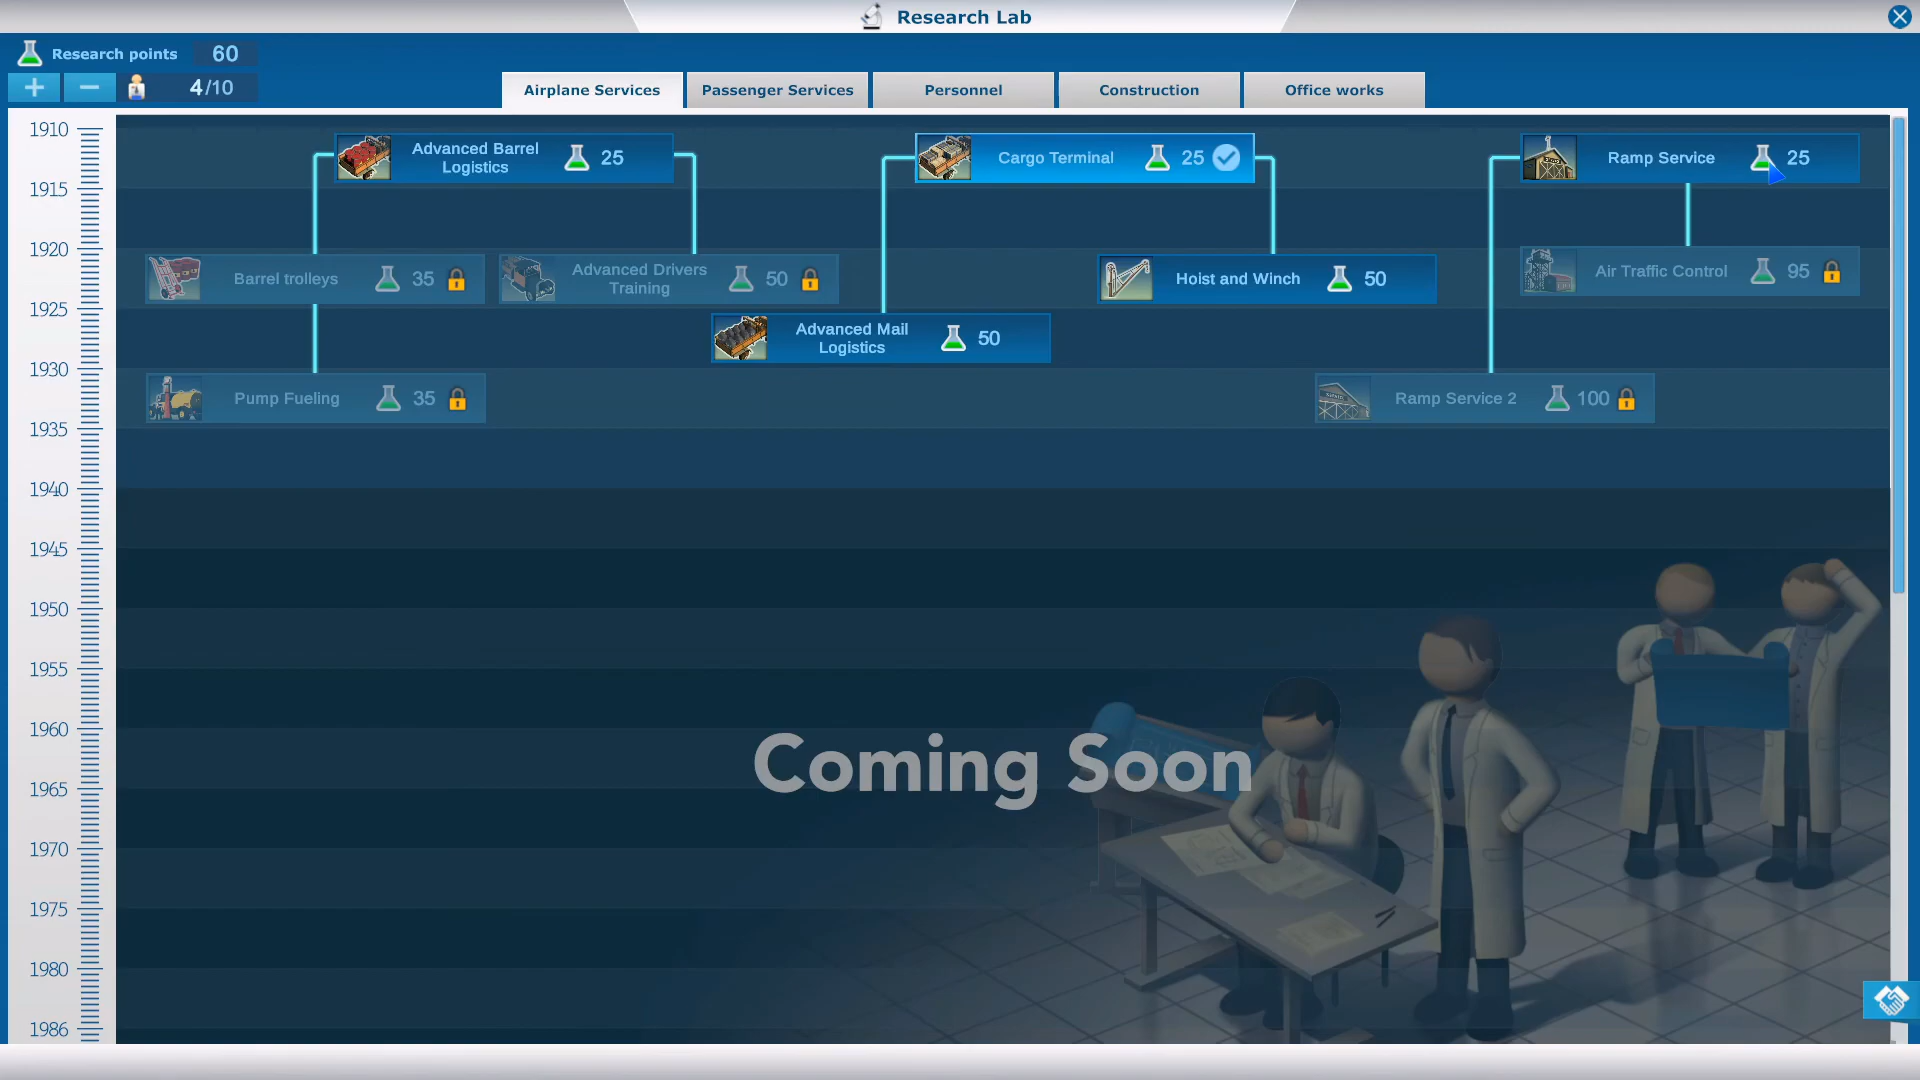 Research Lab
Research points 60
4/10
Airplane Services
Passenger Services
Personnel
Construction
Office works
1910
1915
1920
1925
1930
1935
1940
1945
1950
1955
1960
1965
1970
1975
1980
1986
Advanced Barrel
Logistics
25
Cargo Terminal 25
Ramp Service 25
Barrel trolleys 35
Advanced Drivers
Training
50
Hoist and Winch 50
Air Traffic Control 95
Advanced Mail
Logistics
50
Pump Fueling 35
Ramp Service 2 100
Coming Soon